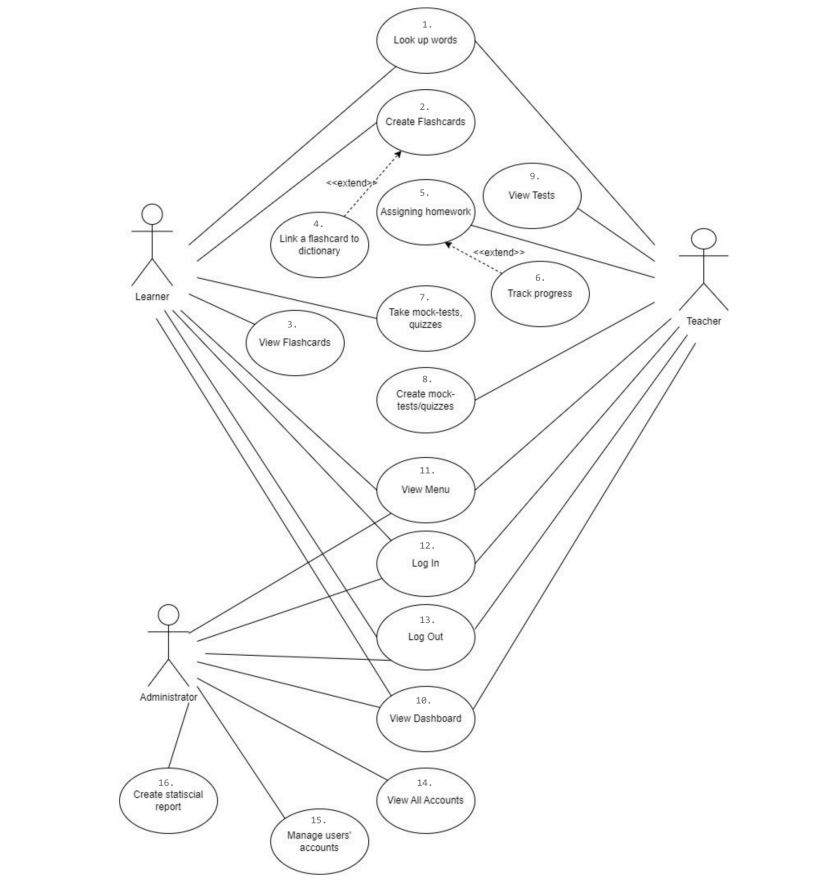 1.
Look up words
2.
Create Flashcards
<<extend>>
9.
View Tests
5.
Assigning homework
4.
Link a flashcard to
dictionary
<<extend>>
6.
Track progress
Learner
7.
Take mock-tests,
quizzes
3.
View Flashcards
Teacher
8.
Create mock-
tests/quizzes
11.
View Menu
12.
Log In
13.
Log Out
Administrator
10.
View Dashboard
16.
Create statiscial
report
14.
View All Accounts
15.
Manage users'
accounts